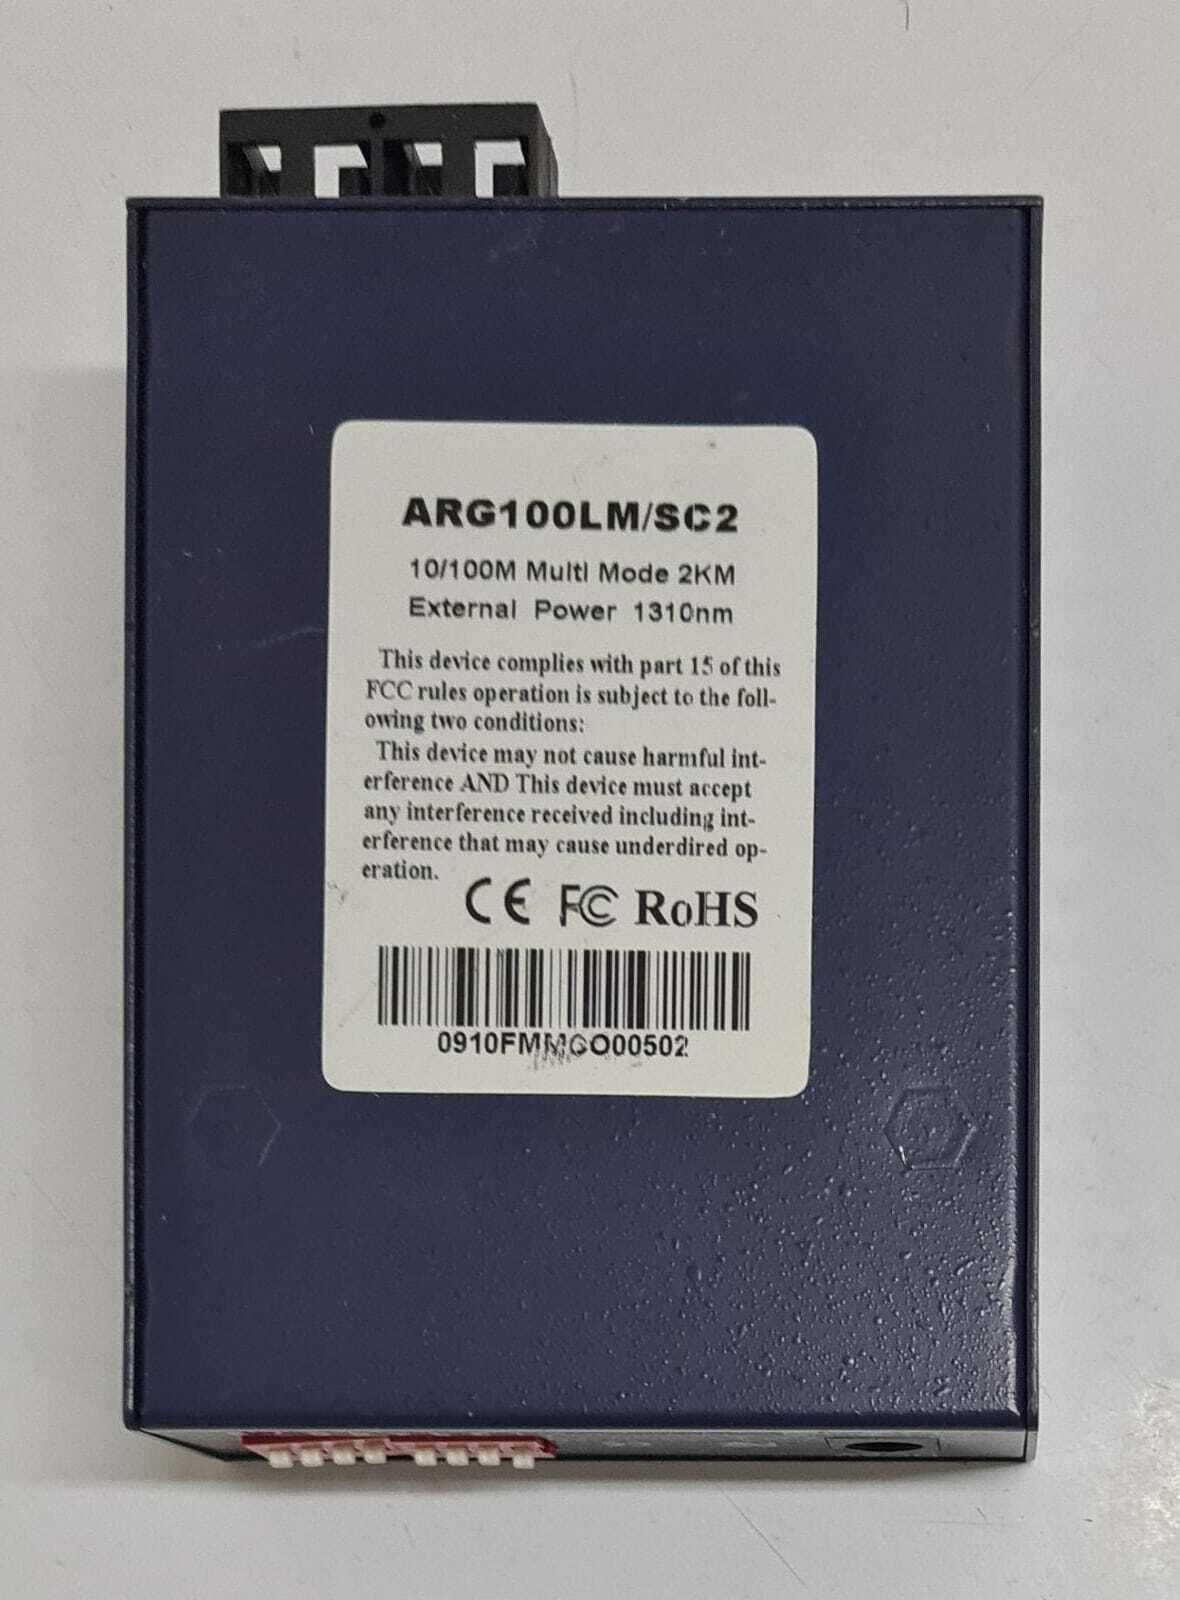 ARG100LM/SC2
10/100M Multi Mode 2KM
External Power 1310nm
This device complies with part 15 of this
FCC rules operation is subject to the foll-
owing two conditions:
This device may not cause harmful int-
erference AND This device must accept
any interference received including int-
erference that may cause underdired op-
eration.
CE FC RoHS
0910FMMGO00502